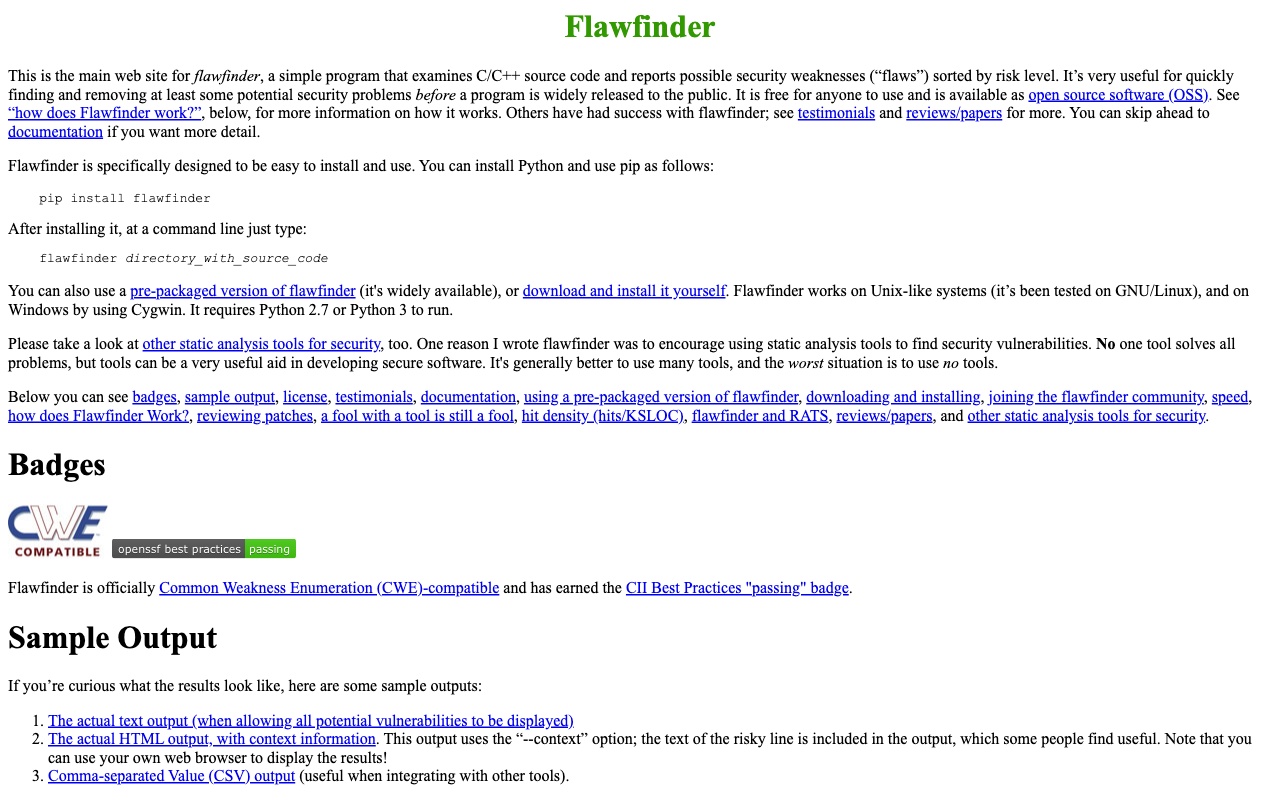 Flawfinder
This is the main web site for flawfinder, a simple program that examines C/C++ source code and reports possible security weaknesses (“flaws”) sorted by risk level. It’s very useful for quickly
finding and removing at least some potential security problems before a program is widely released to the public. It is free for anyone to use and is available as open source software (OSS). See
“how does Flawfinder work?”, below, for more information on how it works. Others have had success with flawfinder; see testimonials and reviews/papers for more. You can skip ahead to
documentation if you want more detail.
Flawfinder is specifically designed to be easy to install and use. You can install Python and use pip as follows:
pip install flawfinder
After installing it, at a command line just type:
flawfinder directory_with_source_code
You can also use a pre-packaged version of flawfinder (it's widely available), or download and install it yourself. Flawfinder works on Unix-like systems (it’s been tested on GNU/Linux), and on
Windows by using Cygwin. It requires Python 2.7 or Python 3 to run.
Please take a look at other static analysis tools for security, too. One reason I wrote flawfinder was to encourage using static analysis tools to find security vulnerabilities. No one tool solves all
problems, but tools can be a very useful aid in developing secure software. It's generally better to use many tools, and the worst situation is to use no tools.
Below you can see badges, sample output, license, testimonials, documentation, using a pre-packaged version of flawfinder, downloading and installing, joining the flawfinder community, speed,
how does Flawfinder Work?, reviewing patches, a fool with a tool is still a fool, hit density (hits/KSLOC), flawfinder and RATS, reviews/papers, and other static analysis tools for security.
Badges
CWE
COMPATIBLE
openssf best practices passing
Flawfinder is officially Common Weakness Enumeration (CWE)-compatible and has earned the CII Best Practices "passing" badge.
Sample Output
If you’re curious what the results look like, here are some sample outputs:
1. The actual text output (when allowing all potential vulnerabilities to be displayed)
2. The actual HTML output, with context information. This output uses the “--context” option; the text of the risky line is included in the output, which some people find useful. Note that you
can use your own web browser to display the results!
3. Comma-separated Value (CSV) output (useful when integrating with other tools).